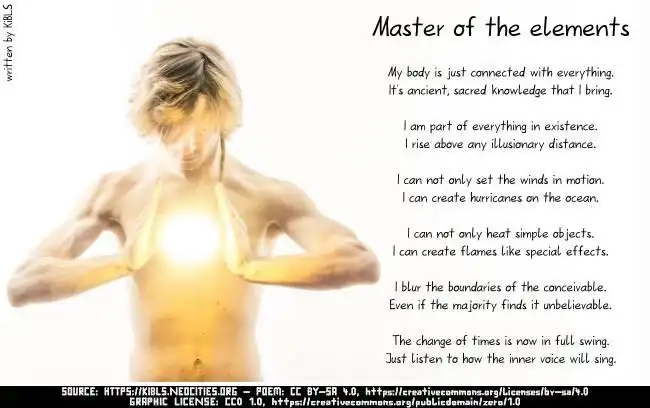 written by KiBLS
Master of the elements
My body is just connected with everything.
It's ancient, sacred knowledge that I bring.
I am part of everything in existence.
I rise above any illusionary distance.
I can not only set the winds in motion.
I can create hurricanes on the ocean.
I can not only heat simple objects.
I can create flames like special effects.
I blur the boundaries of the conceivable.
Even if the majority finds it unbelievable.
The change of times is now in full swing.
Just listen to how the inner voice will sing.
SOURCE: HTTPS://KIBLS.NEOCITIES.ORG - POEM: CC BY-SA 4.0, https://creativecommons.org/licenses/by-sa/4.0
GRAPHIC LICENSE: CC0 1.0, https://creativecommons.org/publicdomain/zero/1.0